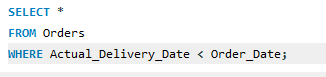 SELECT *
FROM Orders
WHERE Actual_Delivery_Date < Order_Date;